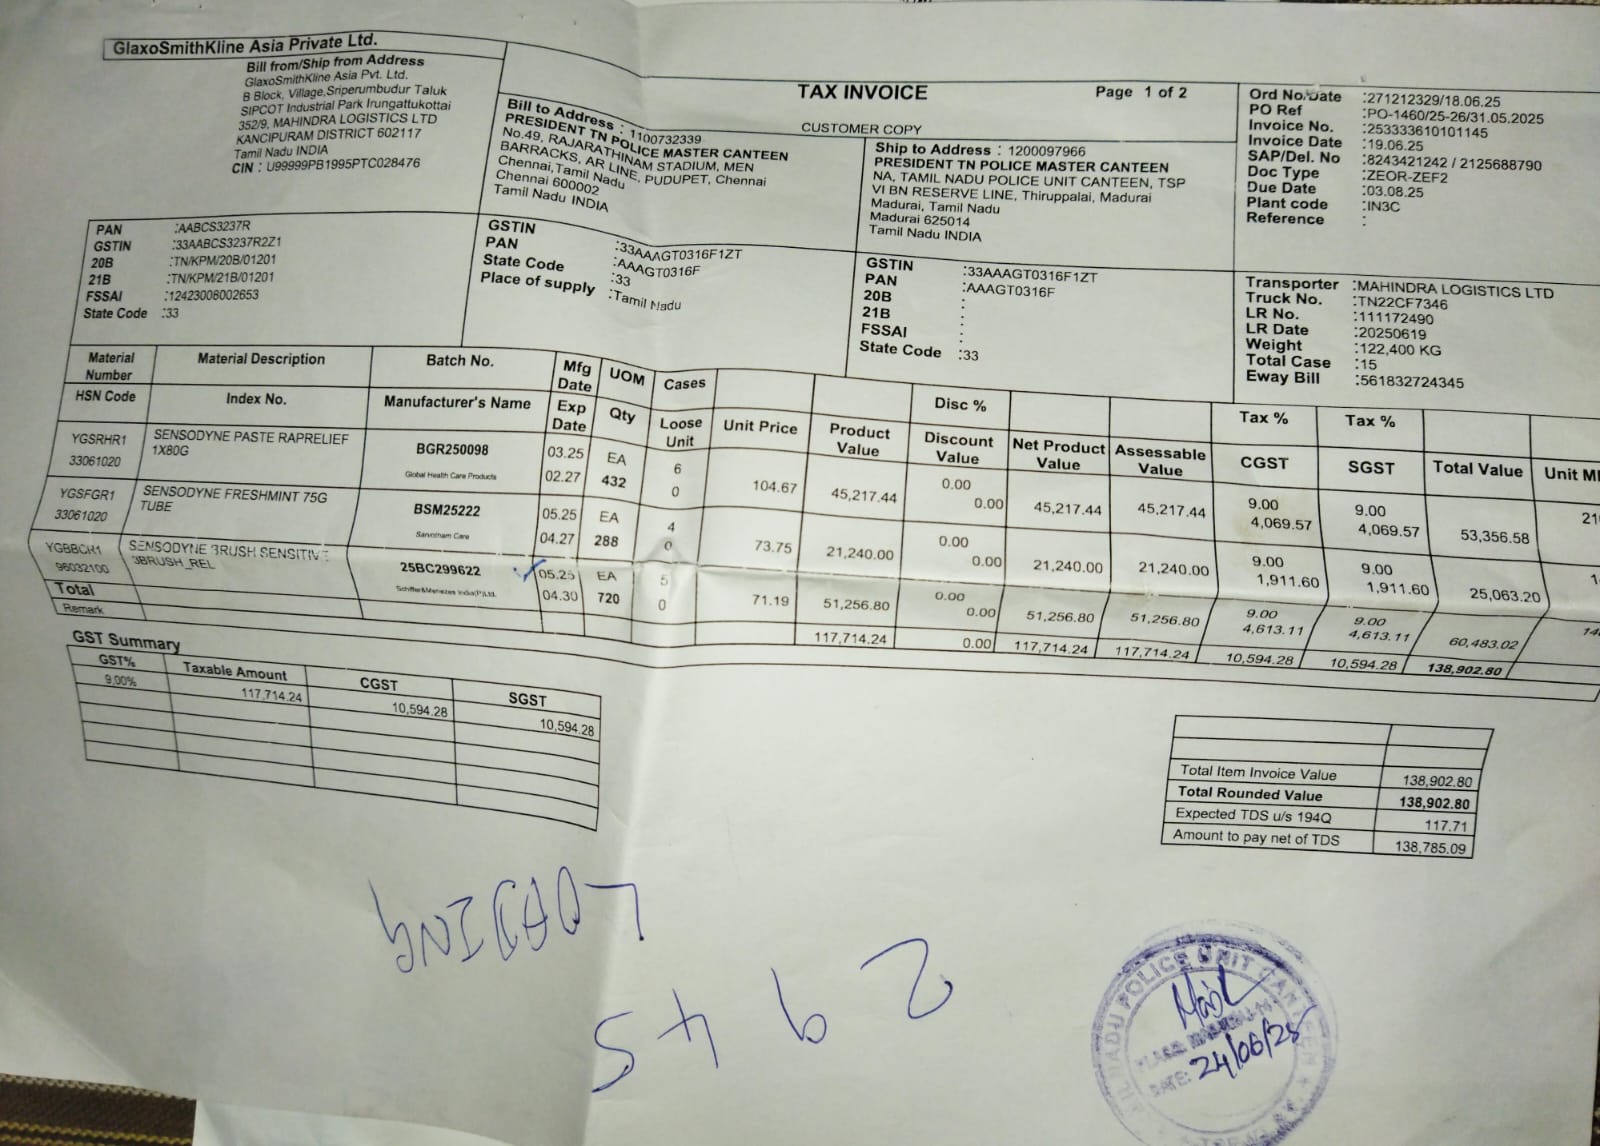 GlaxoSmithKline Asia Private Ltd.
Bill from/Ship from Address
GlaxoSmithKline Asia Pvt. Ltd.
B Block, Village,Sriperumbudur Taluk
SIPCOT Industrial Park Irungattukottai
352/9, MAHINDRA LOGISTICS LTD
KANCIPURAM DISTRICT 602117
Tamil Nadu INDIA
CIN : U99999PB1995PTC028476
TAX INVOICE
Page 1 of 2
CUSTOMER COPY
Bill to Address : 1100732339
PRESIDENT TN POLICE MASTER CANTEEN
No.49, RAJARATHINAM STADIUM, MEN
BARRACKS, AR LINE, PUDUPET, Chennai
Chennai,Tamil Nadu
Chennai 600002
Tamil Nadu INDIA
Ship to Address : 1200097966
PRESIDENT TN POLICE MASTER CANTEEN
NA, TAMIL NADU POLICE UNIT CANTEEN, TSP
VI BN RESERVE LINE, Thiruppalai, Madurai
Madurai, Tamil Nadu
Madurai 625014
Tamil Nadu INDIA
Ord No/Date :271212329/18.06.25
PO Ref :PO-1460/25-26/31.05.2025
Invoice No. :253333610101145
Invoice Date :19.06.25
SAP/Del. No :8243421242 / 2125688790
Doc Type :ZEOR-ZEF2
Due Date :03.08.25
Plant code :IN3C
Reference :
PAN :AABCS3237R
GSTIN :33AABCS3237R2Z1
20B :TN/KPM/20B/01201
21B :TN/KPM/21B/01201
FSSAI :12423008002653
State Code :33
GSTIN :33AAAGT0316F1ZT
PAN :AAAGT0316F
State Code :33
Place of supply :Tamil Nadu
GSTIN :33AAAGT0316F1ZT
PAN :AAAGT0316F
20B :
21B :
FSSAI :
State Code :33
Transporter :MAHINDRA LOGISTICS LTD
Truck No. :TN22CF7346
LR No. :111172490
LR Date :20250619
Weight :122,400 KG
Total Case :15
Eway Bill :561832724345
Material Number Material Description Batch No. Mfg Date UOM Cases Disc % Tax % Tax %
HSN Code Index No. Manufacturer's Name Exp Date Qty Loose Unit Unit Price Product Value Discount Value Net Product Value Assessable Value CGST SGST Total Value Unit
YGSRHR1 SENSODYNE PASTE RAPRELIEF 1X80G BGR250098 03.25 EA 6 0.00 9.00 9.00
33061020 Global Health Care Products 02.27 432 0 104.67 45,217.44 0.00 45,217.44 45,217.44 4,069.57 4,069.57 53,356.58
YGSFGR1 SENSODYNE FRESHMINT 75G TUBE BSM25222 05.25 EA 4 0.00 9.00 9.00
33061020 Sarvotham Care 04.27 288 0 73.75 21,240.00 0.00 21,240.00 21,240.00 1,911.60 1,911.60 25,063.20
YGBBCR1 SENSODYNE BRUSH SENSITIVE 3BRUSH_REL 25BC299622 05.25 EA 5 0.00 9.00 9.00
96032100 Schiffer&Menezes India(P)Ltd. 04.30 720 0 71.19 51,256.80 0.00 51,256.80 51,256.80 4,613.11 4,613.11 60,483.02
Total 117,714.24 0.00 117,714.24 117,714.24 10,594.28 10,594.28 138,902.80
Remark
GST Summary
GST% Taxable Amount CGST SGST
9.00% 117,714.24 10,594.28 10,594.28
Total Item Invoice Value 138,902.80
Total Rounded Value 138,902.80
Expected TDS u/s 194Q 117.71
Amount to pay net of TDS 138,785.09
LOADING
2945
POLICE UNIT CANTEEN
DATE: 24/06/25